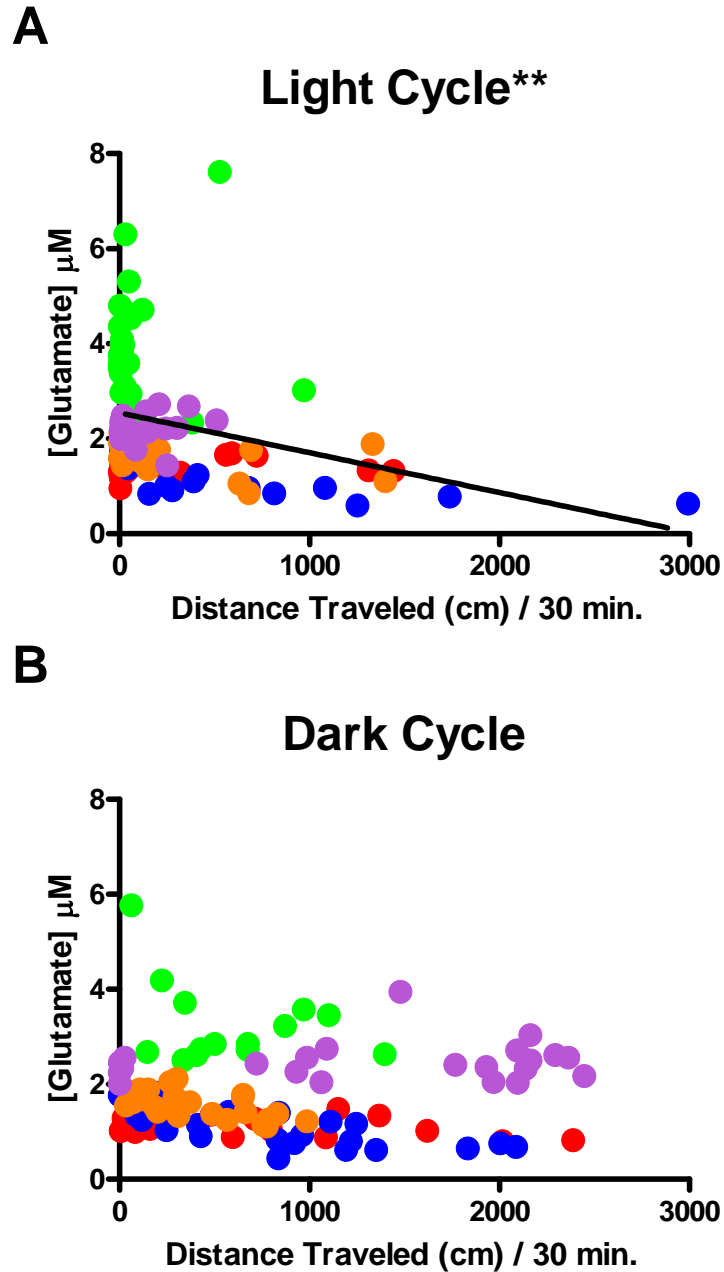 A
Light Cycle**
8
6
4
2
0
[Glutamate] μM
0 1000 2000 3000
Distance Traveled (cm) / 30 min.
B
Dark Cycle
8
6
4
2
0
[Glutamate] μM
0 1000 2000 3000
Distance Traveled (cm) / 30 min.